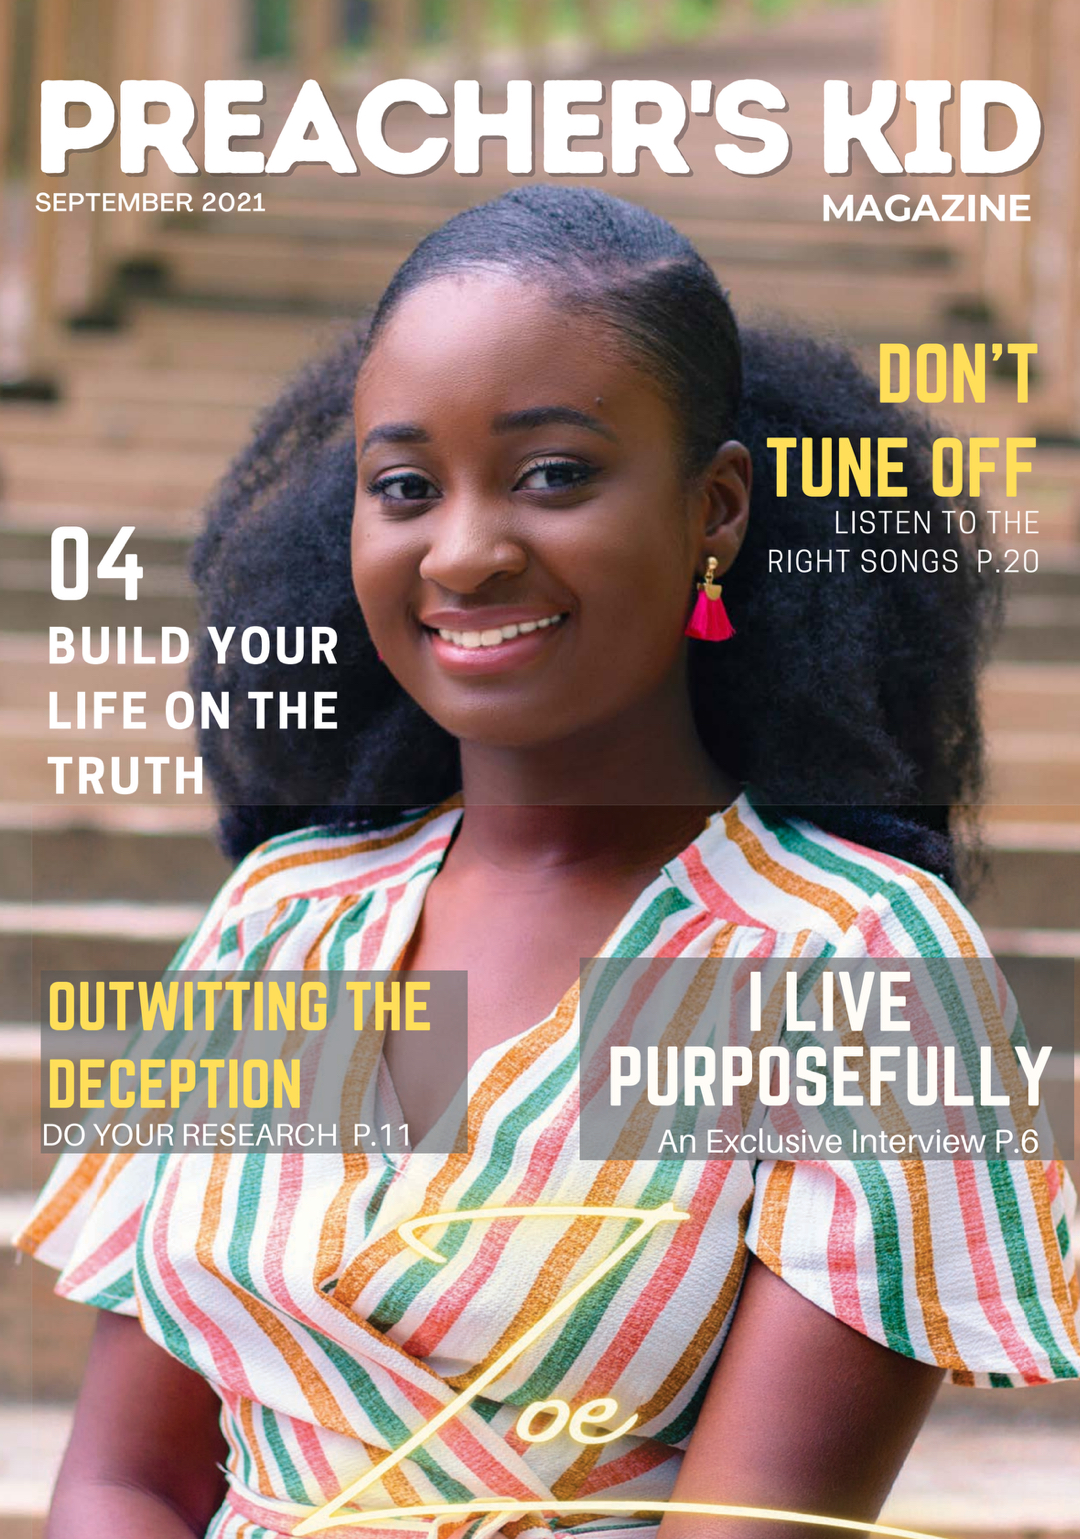 PREACHER'S KID
SEPTEMBER 2021
MAGAZINE
DON'T
TUNE OFF
LISTEN TO THE
RIGHT SONGS P.20
04
BUILD YOUR
LIFE ON THE
TRUTH
OUTWITTING THE
DECEPTION
DO YOUR RESEARCH P.11
I LIVE
PURPOSEFULLY
An Exclusive Interview P.6
Zoe